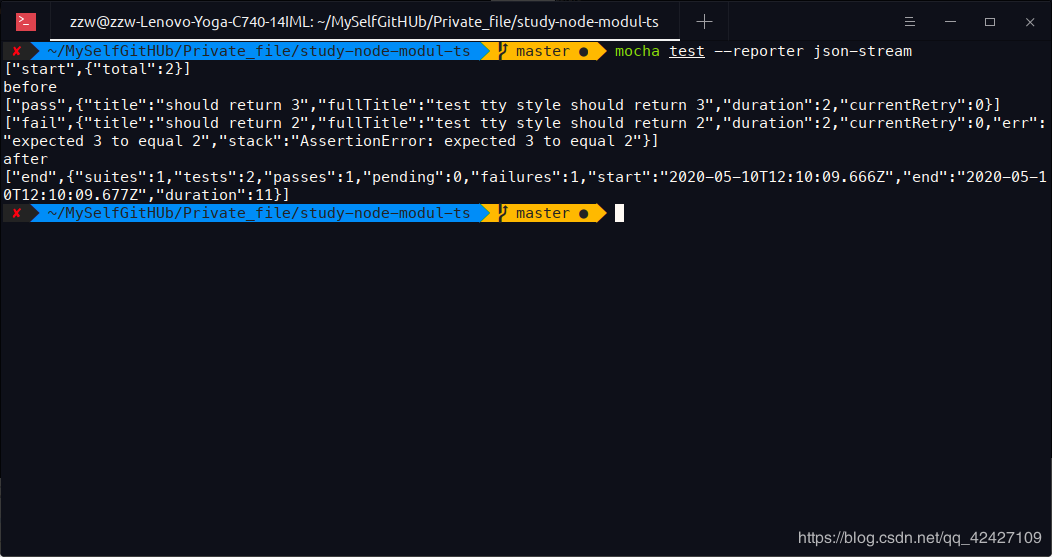 zzw@zzw-Lenovo-Yoga-C740-14IML: ~/MySelfGitHUb/Private_file/study-node-modul-ts
✘ ~/MySelfGitHUb/Private_file/study-node-modul-ts master ● mocha test --reporter json-stream
["start",{"total":2}]
before
["pass",{"title":"should return 3","fullTitle":"test tty style should return 3","duration":2,"currentRetry":0}]
["fail",{"title":"should return 2","fullTitle":"test tty style should return 2","duration":2,"currentRetry":0,"err":
"expected 3 to equal 2","stack":"AssertionError: expected 3 to equal 2"}]
after
["end",{"suites":1,"tests":2,"passes":1,"pending":0,"failures":1,"start":"2020-05-10T12:10:09.666Z","end":"2020-05-1
0T12:10:09.677Z","duration":11}]
✘ ~/MySelfGitHUb/Private_file/study-node-modul-ts master ●
https://blog.csdn.net/qq_42427109